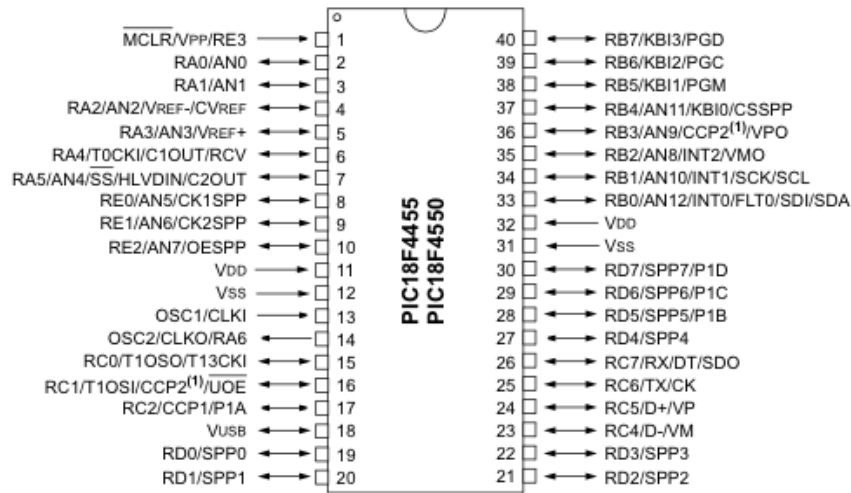 MCLR/VPP/RE3 1
RA0/AN0 2
RA1/AN1 3
RA2/AN2/VREF-/CVREF 4
RA3/AN3/VREF+ 5
RA4/T0CKI/C1OUT/RCV 6
RA5/AN4/SS/HLVDIN/C2OUT 7
RE0/AN5/CK1SPP 8
RE1/AN6/CK2SPP 9
RE2/AN7/OESPP 10
VDD 11
VSS 12
OSC1/CLKI 13
OSC2/CLKO/RA6 14
RC0/T1OSO/T13CKI 15
RC1/T1OSI/CCP2(1)/UOE 16
RC2/CCP1/P1A 17
VUSB 18
RD0/SPP0 19
RD1/SPP1 20
PIC18F4455
PIC18F4550
40 RB7/KBI3/PGD
39 RB6/KBI2/PGC
38 RB5/KBI1/PGM
37 RB4/AN11/KBI0/CSSPP
36 RB3/AN9/CCP2(1)/VPO
35 RB2/AN8/INT2/VMO
34 RB1/AN10/INT1/SCK/SCL
33 RB0/AN12/INT0/FLT0/SDI/SDA
32 VDD
31 VSS
30 RD7/SPP7/P1D
29 RD6/SPP6/P1C
28 RD5/SPP5/P1B
27 RD4/SPP4
26 RC7/RX/DT/SDO
25 RC6/TX/CK
24 RC5/D+/VP
23 RC4/D-/VM
22 RD3/SPP3
21 RD2/SPP2